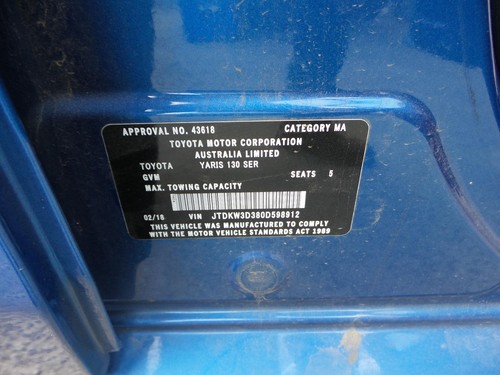 APPROVAL NO. 43618 CATEGORY MA
TOYOTA MOTOR CORPORATION
AUSTRALIA LIMITED
TOYOTA YARIS 130 SER
GVM SEATS 5
MAX. TOWING CAPACITY
02/18 VIN JTDKW3D380D598912
THIS VEHICLE WAS MANUFACTURED TO COMPLY
WITH THE MOTOR VEHICLE STANDARDS ACT 1989